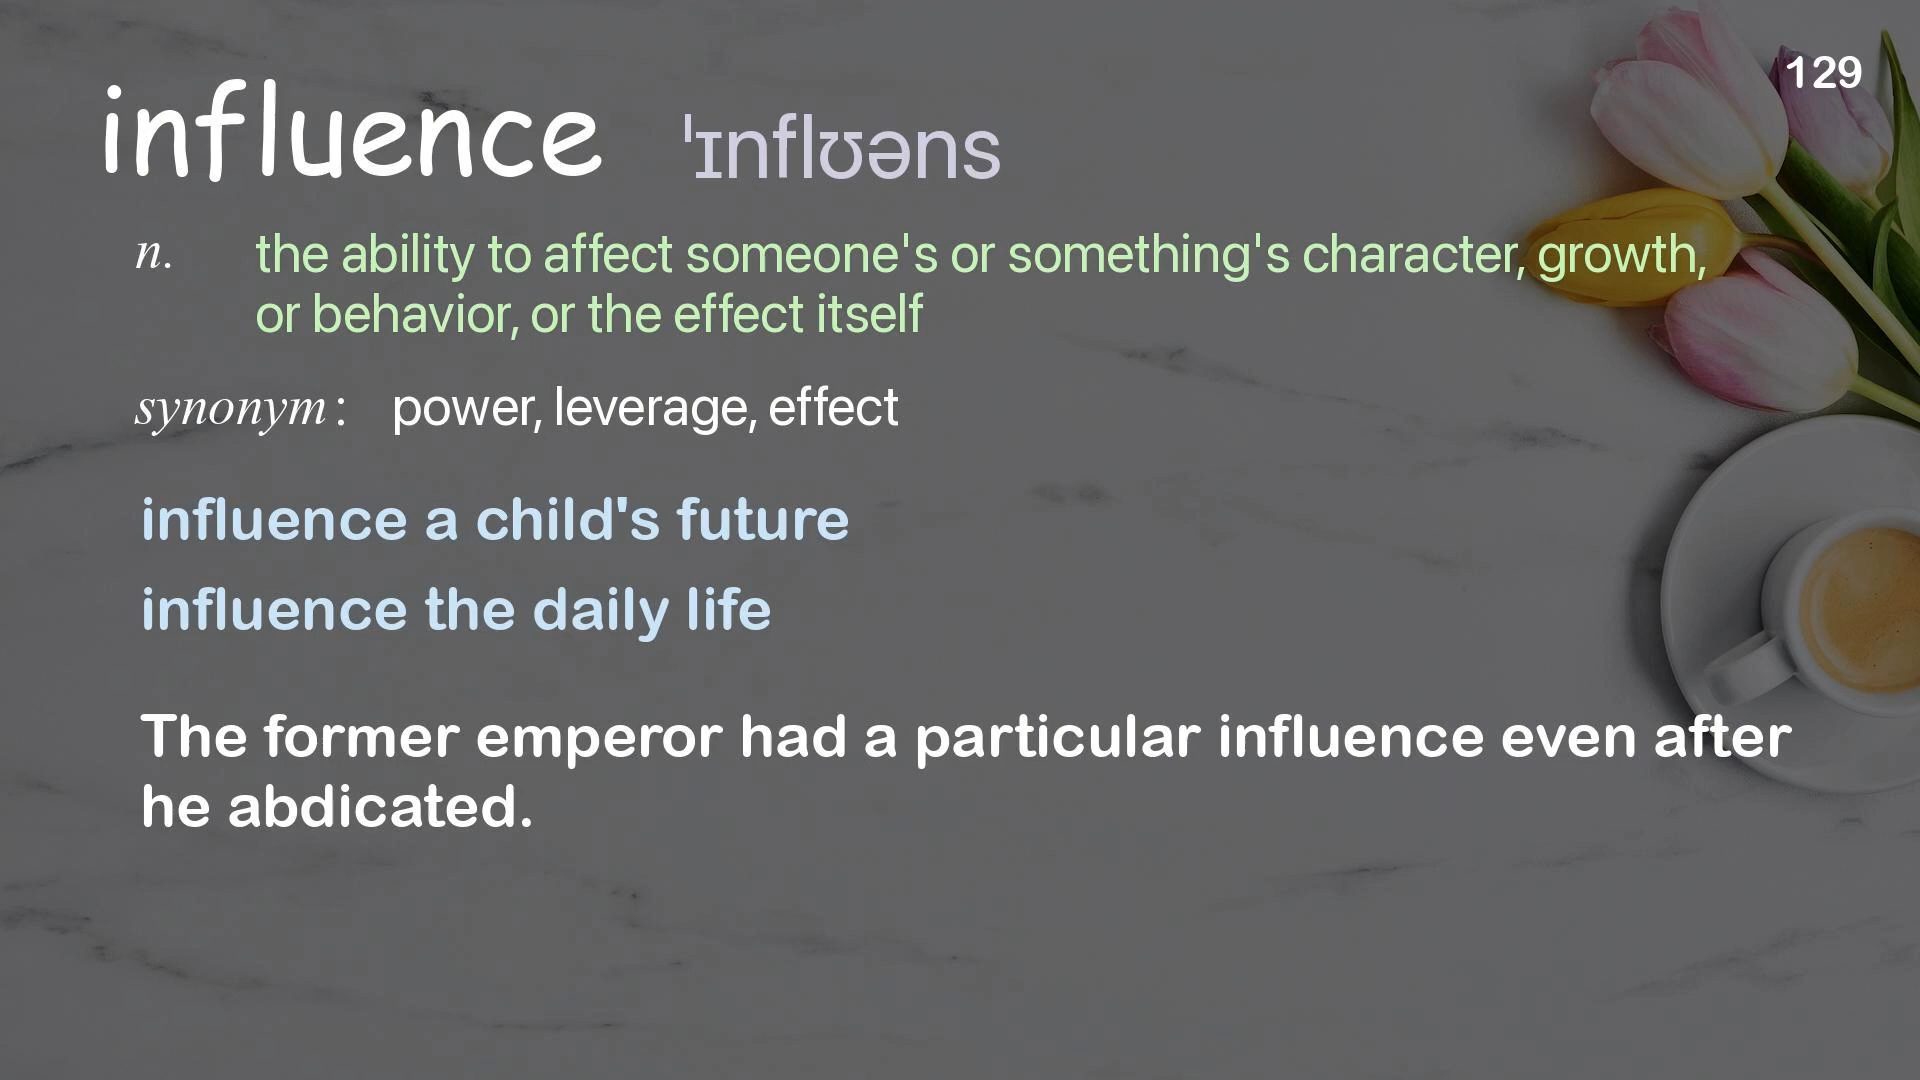 129
influence ˈɪnflʊəns
n. the ability to affect someone's or something's character, growth,
or behavior, or the effect itself
synonym : power, leverage, effect
influence a child's future
influence the daily life
The former emperor had a particular influence even after
he abdicated.